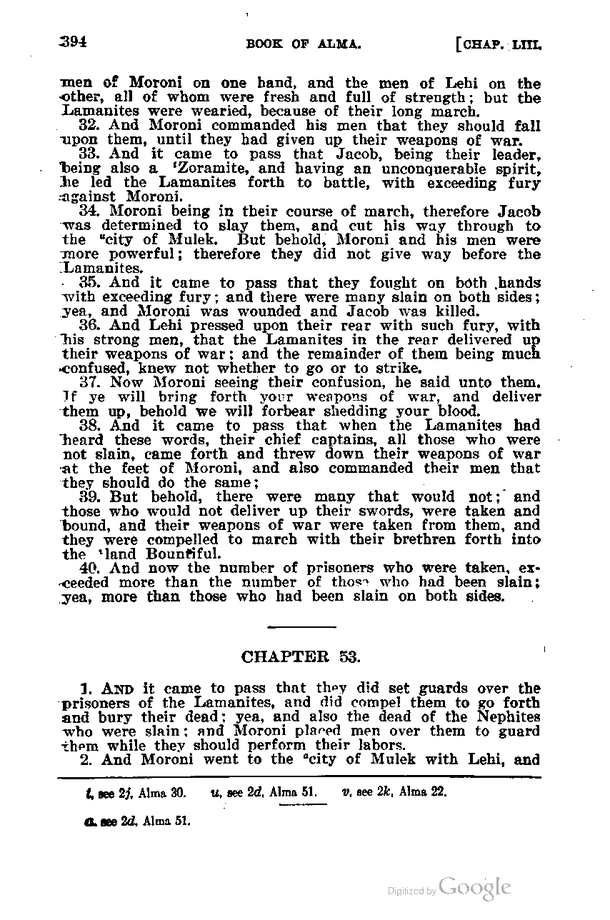 394 BOOK OF ALMA. [CHAP. LIII.
men of Moroni on one hand, and the men of Lehi on the
other, all of whom were fresh and full of strength; but the
Lamanites were wearied, because of their long march.
32. And Moroni commanded his men that they should fall
upon them, until they had given up their weapons of war.
33. And it came to pass that Jacob, being their leader,
being also a ᵗZoramite, and having an unconquerable spirit,
he led the Lamanites forth to battle, with exceeding fury
against Moroni.
34. Moroni being in their course of march, therefore Jacob
was determined to slay them, and cut his way through to
the ᵘcity of Mulek. But behold, Moroni and his men were
more powerful; therefore they did not give way before the
Lamanites.
35. And it came to pass that they fought on both hands
with exceeding fury; and there were many slain on both sides;
yea, and Moroni was wounded and Jacob was killed.
36. And Lehi pressed upon their rear with such fury, with
his strong men, that the Lamanites in the rear delivered up
their weapons of war; and the remainder of them being much
confused, knew not whether to go or to strike.
37. Now Moroni seeing their confusion, he said unto them.
If ye will bring forth your weapons of war, and deliver
them up, behold we will forbear shedding your blood.
38. And it came to pass that when the Lamanites had
heard these words, their chief captains, all those who were
not slain, came forth and threw down their weapons of war
at the feet of Moroni, and also commanded their men that
they should do the same;
39. But behold, there were many that would not; and
those who would not deliver up their swords, were taken and
bound, and their weapons of war were taken from them, and
they were compelled to march with their brethren forth into
the ᵛland Bountiful.
40. And now the number of prisoners who were taken, ex-
ceeded more than the number of those who had been slain;
yea, more than those who had been slain on both sides.
CHAPTER 53.
1. AND it came to pass that they did set guards over the
prisoners of the Lamanites, and did compel them to go forth
and bury their dead; yea, and also the dead of the Nephites
who were slain; and Moroni placed men over them to guard
them while they should perform their labors.
2. And Moroni went to the ᵃcity of Mulek with Lehi, and
t, see 2j, Alma 30. u, see 2d, Alma 51. v, see 2k, Alma 22.
a. see 2d, Alma 51.
Digitized by Google